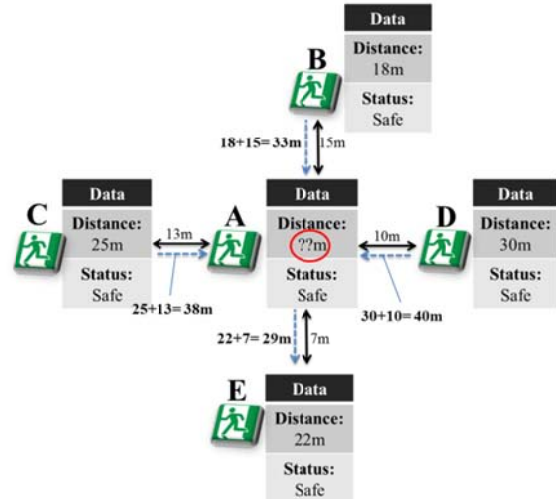 B
Data
Distance:
18m
Status:
Safe
18+15= 33m
15m
C
Data
Distance:
25m
Status:
Safe
13m
25+13= 38m
A
Data
Distance:
??m
Status:
Safe
10m
30+10= 40m
D
Data
Distance:
30m
Status:
Safe
22+7= 29m
7m
E
Data
Distance:
22m
Status:
Safe